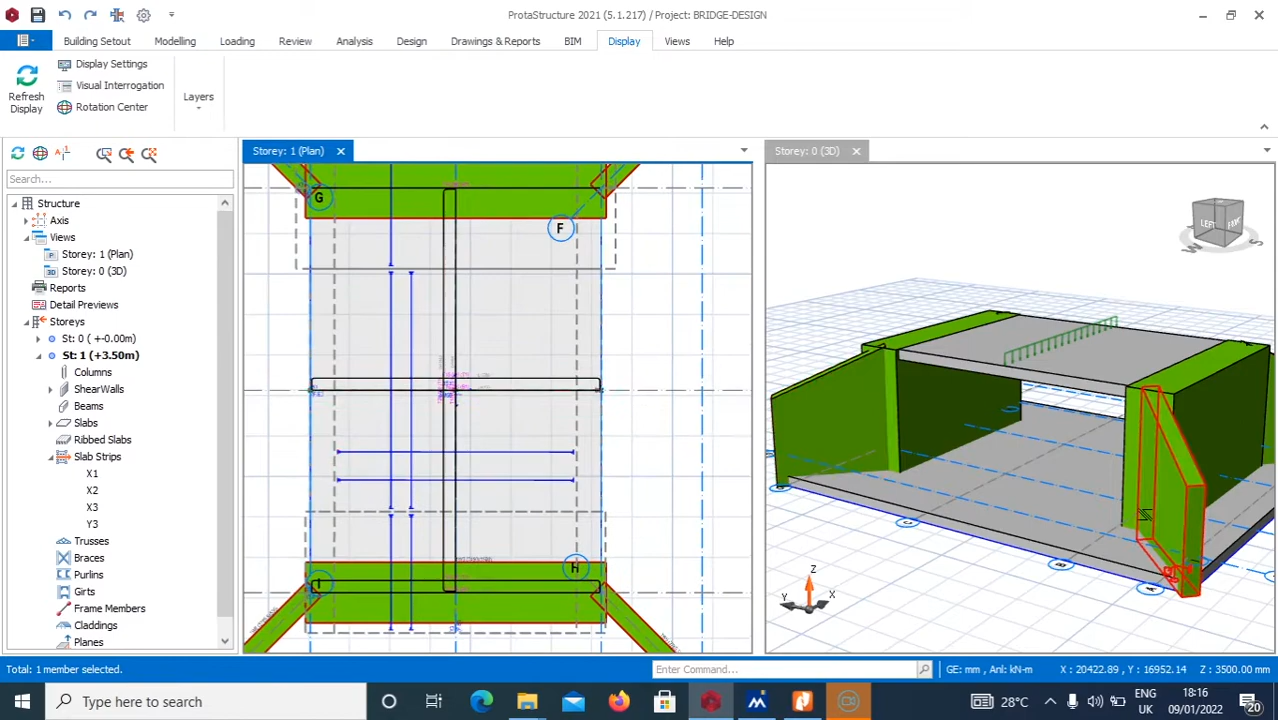 ProtaStructure 2021 (5.1.217) / Project: BRIDGE-DESIGN
Building Setout Modelling Loading Review Analysis Design Drawings & Reports BIM Display Views Help
Refresh Display
Display Settings
Visual Interrogation
Rotation Center
Layers
Search...
Structure
Axis
Views
Storey: 1 (Plan)
Storey: 0 (3D)
Reports
Detail Previews
Storeys
St: 0 ( +-0.00m)
St: 1 (+3.50m)
Columns
ShearWalls
Beams
Slabs
Ribbed Slabs
Slab Strips
X1
X2
X3
Y3
Trusses
Braces
Purlins
Girts
Frame Members
Claddings
Planes
Storey: 1 (Plan)
G
F
H
I
Storey: 0 (3D)
LEFT
C
B
A
Z
Y
X
Total: 1 member selected.
Enter Command...
GE: mm, Anl: kN-m
X : 20422.89 , Y : 16952.14
Z : 3500.00 mm
Type here to search
28°C
ENG
UK
18:16
09/01/2022
20